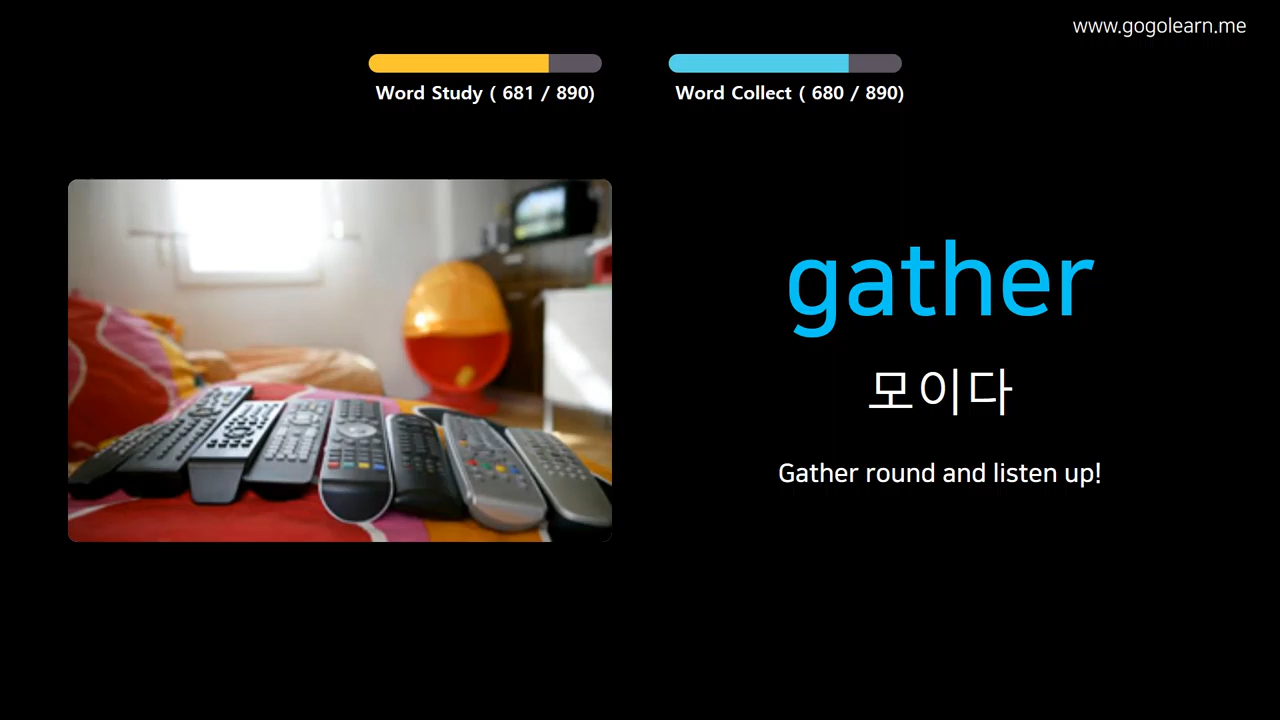 www.gogolearn.me
Word Study ( 681 / 890)
Word Collect ( 680 / 890)
gather
모이다
Gather round and listen up!